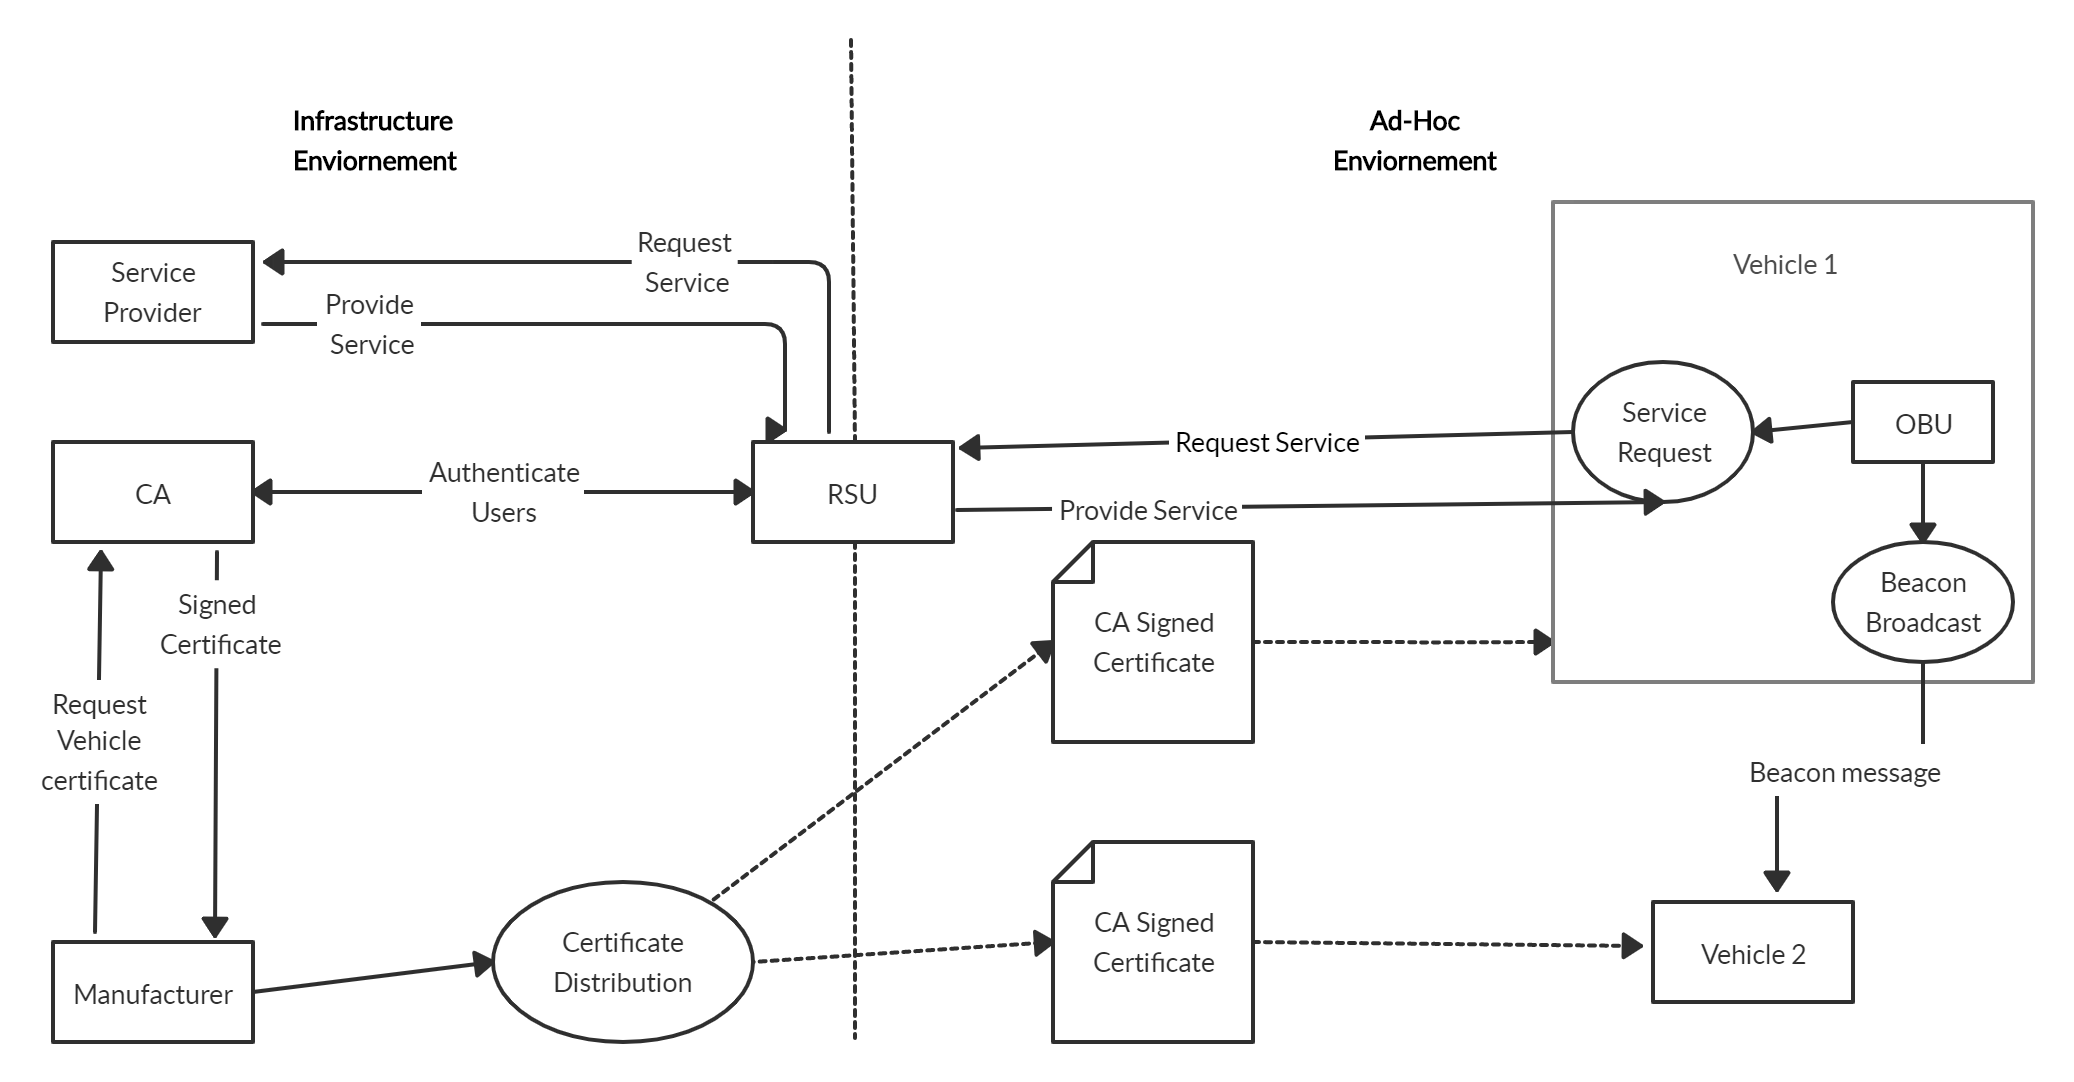 Infrastructure
Enviornement
Ad-Hoc
Enviornement
Service
Provider
Request
Service
Provide
Service
Vehicle 1
CA
Authenticate
Users
RSU
Request Service
Provide Service
Service
Request
OBU
Beacon
Broadcast
Signed
Certificate
Request
Vehicle
certificate
CA Signed
Certificate
Beacon message
Manufacturer
Certificate
Distribution
CA Signed
Certificate
Vehicle 2